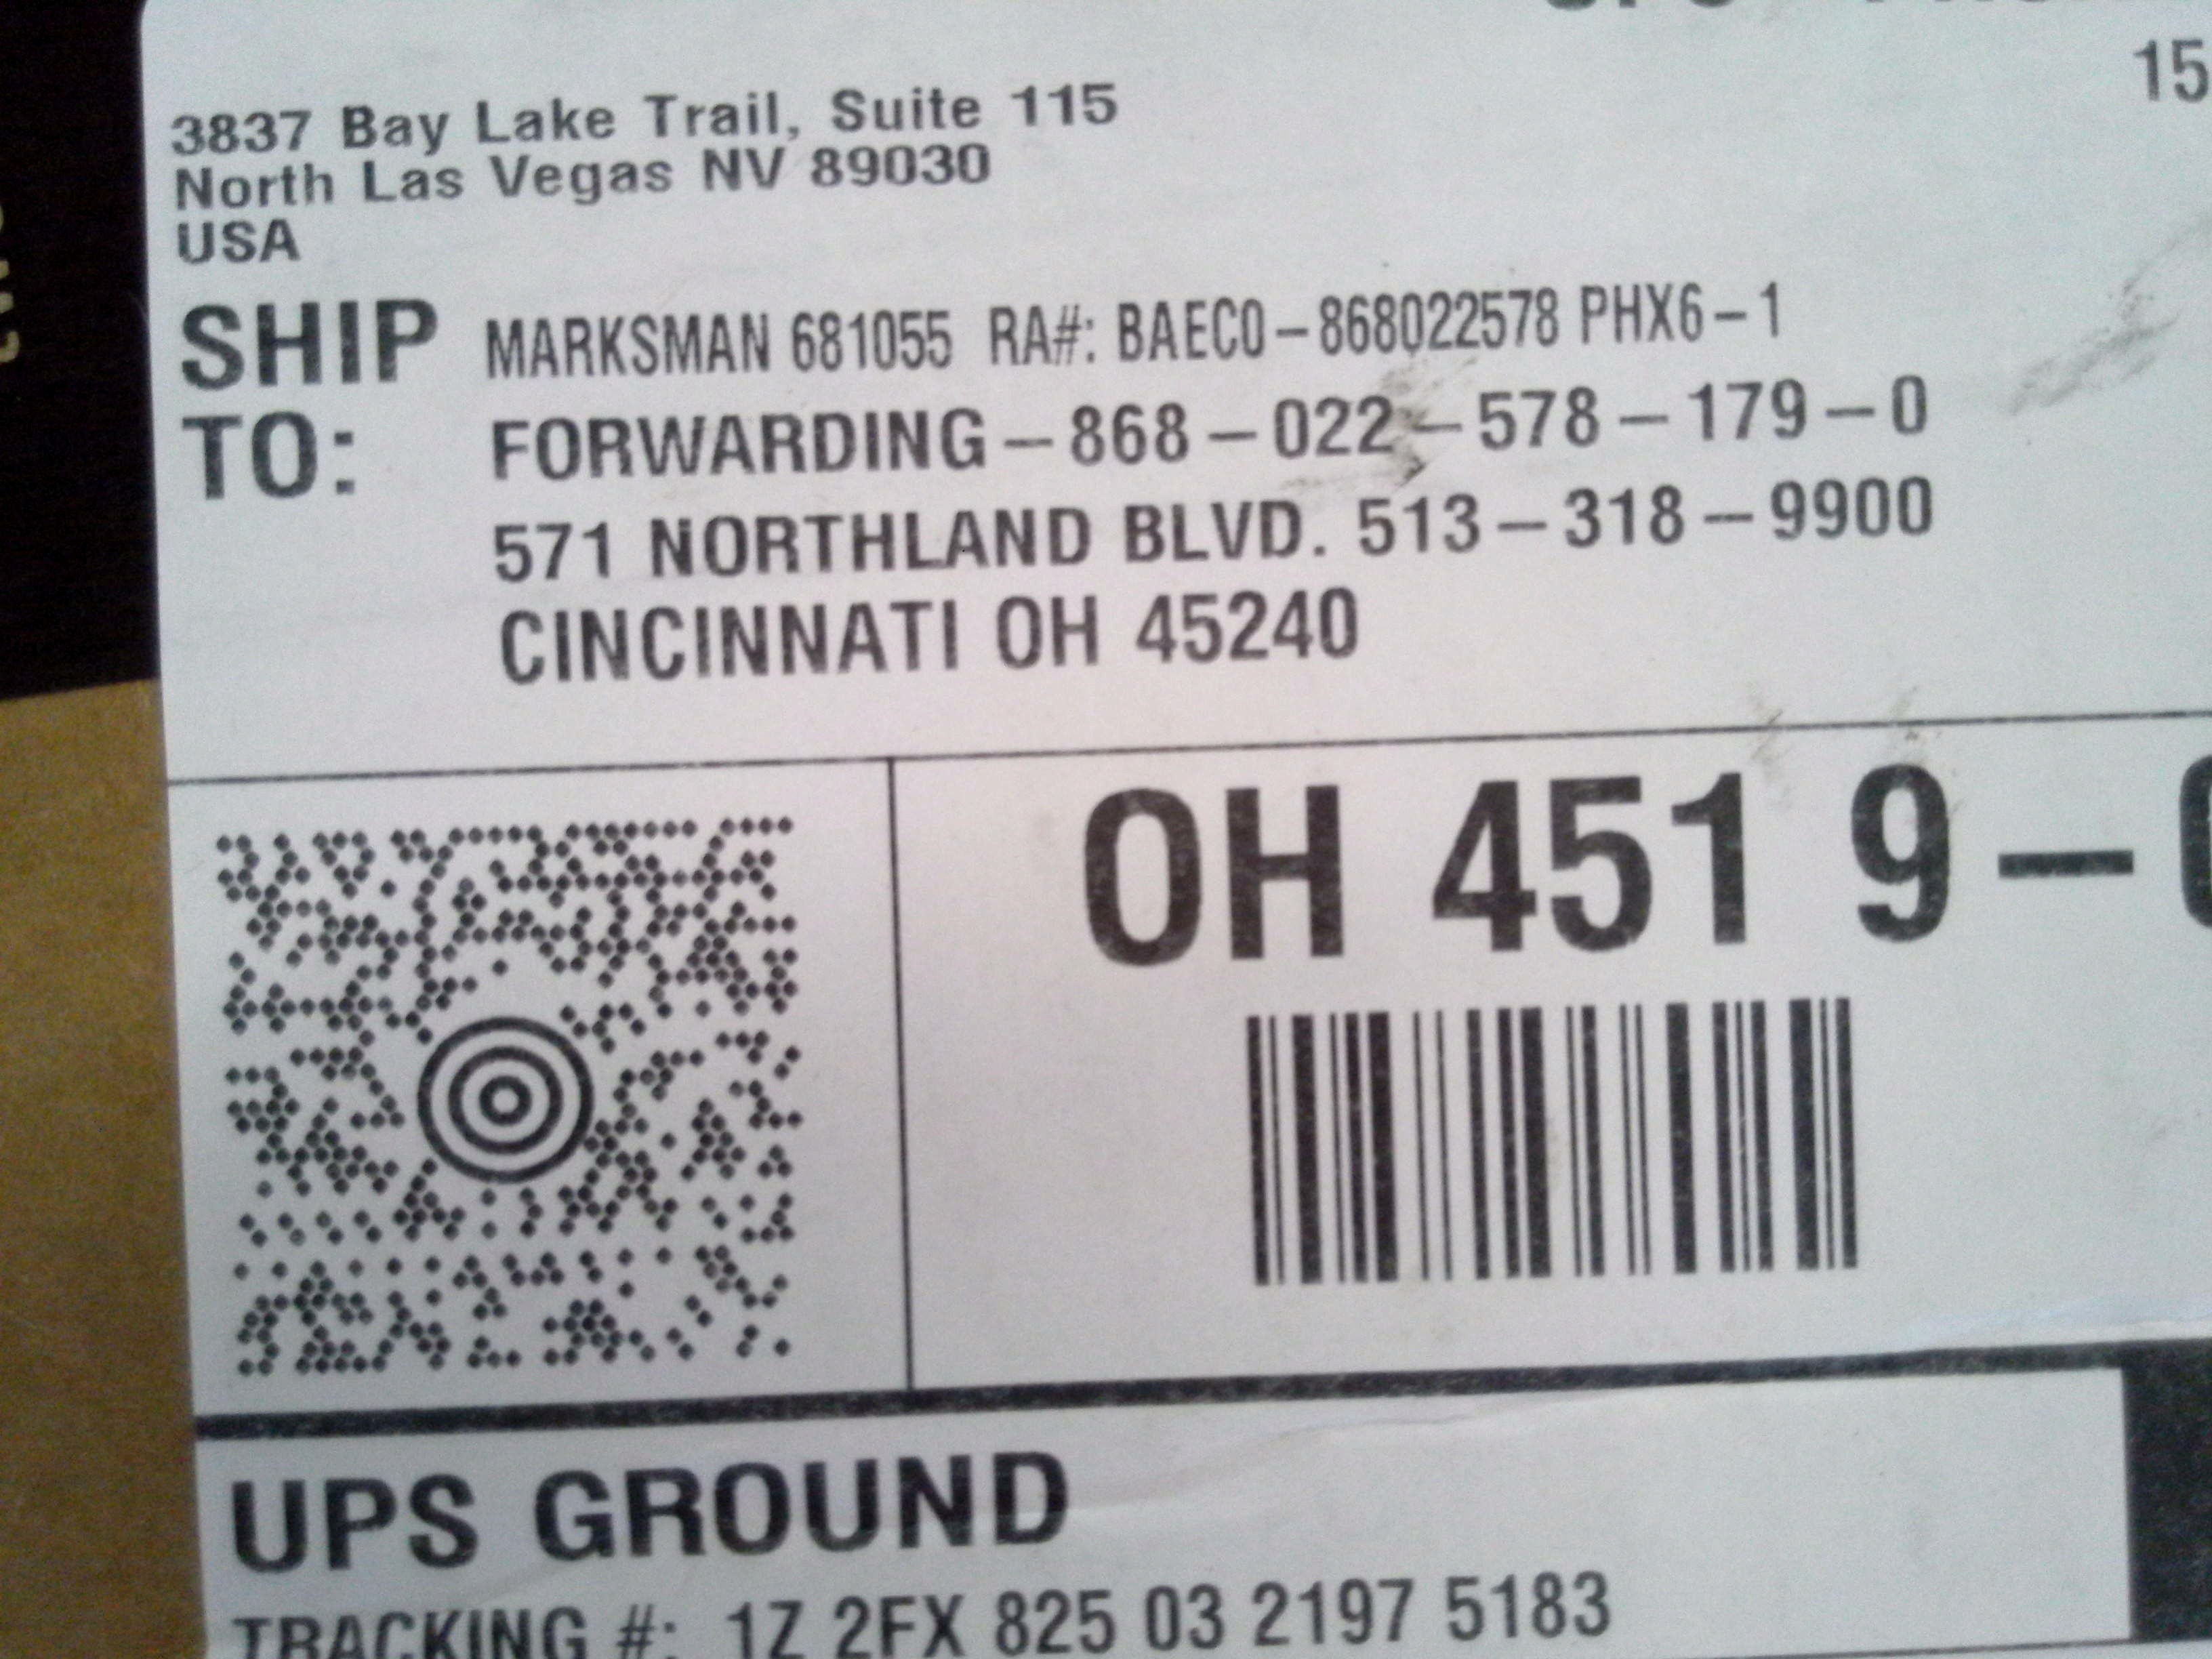 15
3837 Bay Lake Trail, Suite 115
North Las Vegas NV 89030
USA
SHIP TO: MARKSMAN 681055 RA#: BAEC0-868022578 PHX6-1
FORWARDING-868-022-578-179-0
571 NORTHLAND BLVD. 513-318-9900
CINCINNATI OH 45240
OH 451 9-
UPS GROUND
TRACKING #: 1Z 2FX 825 03 2197 5183